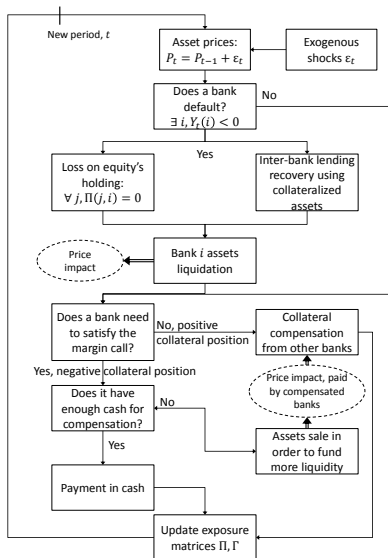 New period, t
Asset prices:
P_t = P_{t−1} + ε_t
Exogenous
shocks ε_t
Does a bank
default?
∃ i, Y_t(i) < 0
No
Yes
Loss on equity's
holding:
∀ j, Π(j, i) = 0
Inter-bank lending
recovery using
collateralized
assets
Price
impact
Bank i assets
liquidation
Does a bank need
to satisfy the
margin call?
No, positive
collateral position
Collateral
compensation
from other banks
Yes, negative collateral position
Price impact, paid
by compensated
banks
Does it have
enough cash for
compensation?
No
Yes
Assets sale in
order to fund
more liquidity
Payment in cash
Update exposure
matrices Π, Γ